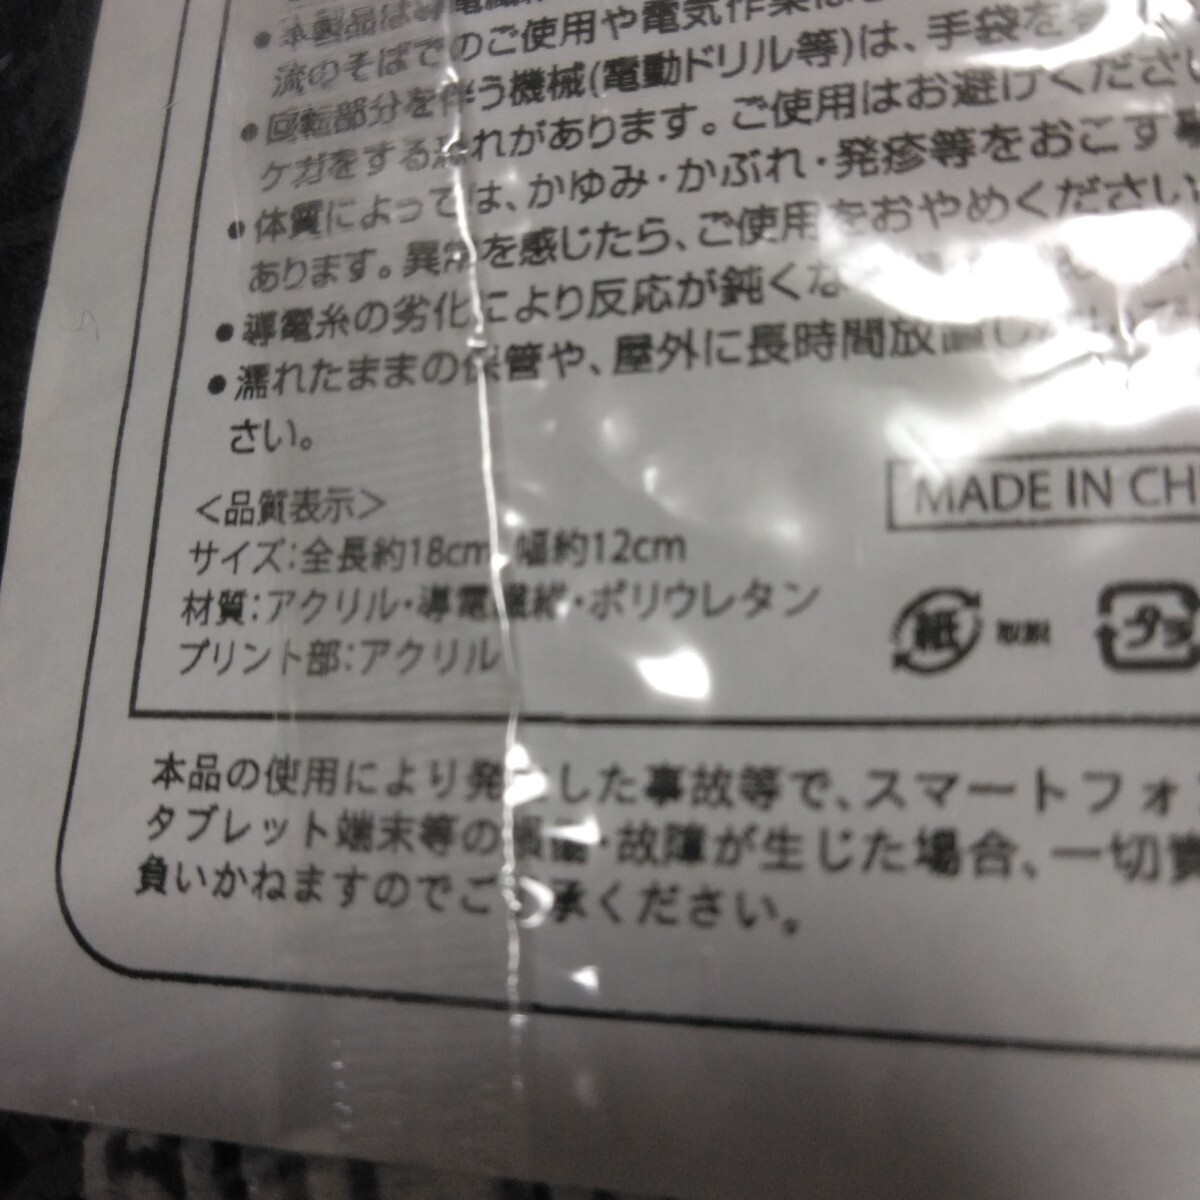 ●本製品は導電繊
流のそばでのご使用や電気作業は
●回転部分を伴う機械(電動ドリル等)は、手袋を
ケガをする恐れがあります。ご使用はお避けください
●体質によっては、かゆみ・かぶれ・発疹等をおこす
あります。異常を感じたら、ご使用をおやめください
●導電糸の劣化により反応が鈍くな
●濡れたままの保管や、屋外に長時間放置し
さい。
MADE IN CH
<品質表示>
サイズ:全長約18cm 幅約12cm
材質:アクリル・導電繊維・ポリウレタン
プリント部:アクリル
紙
プラ
本品の使用により発生した事故等で、スマートフォ
タブレット端末等の損傷・故障が生じた場合、一切責
負いかねますのでご了承ください。